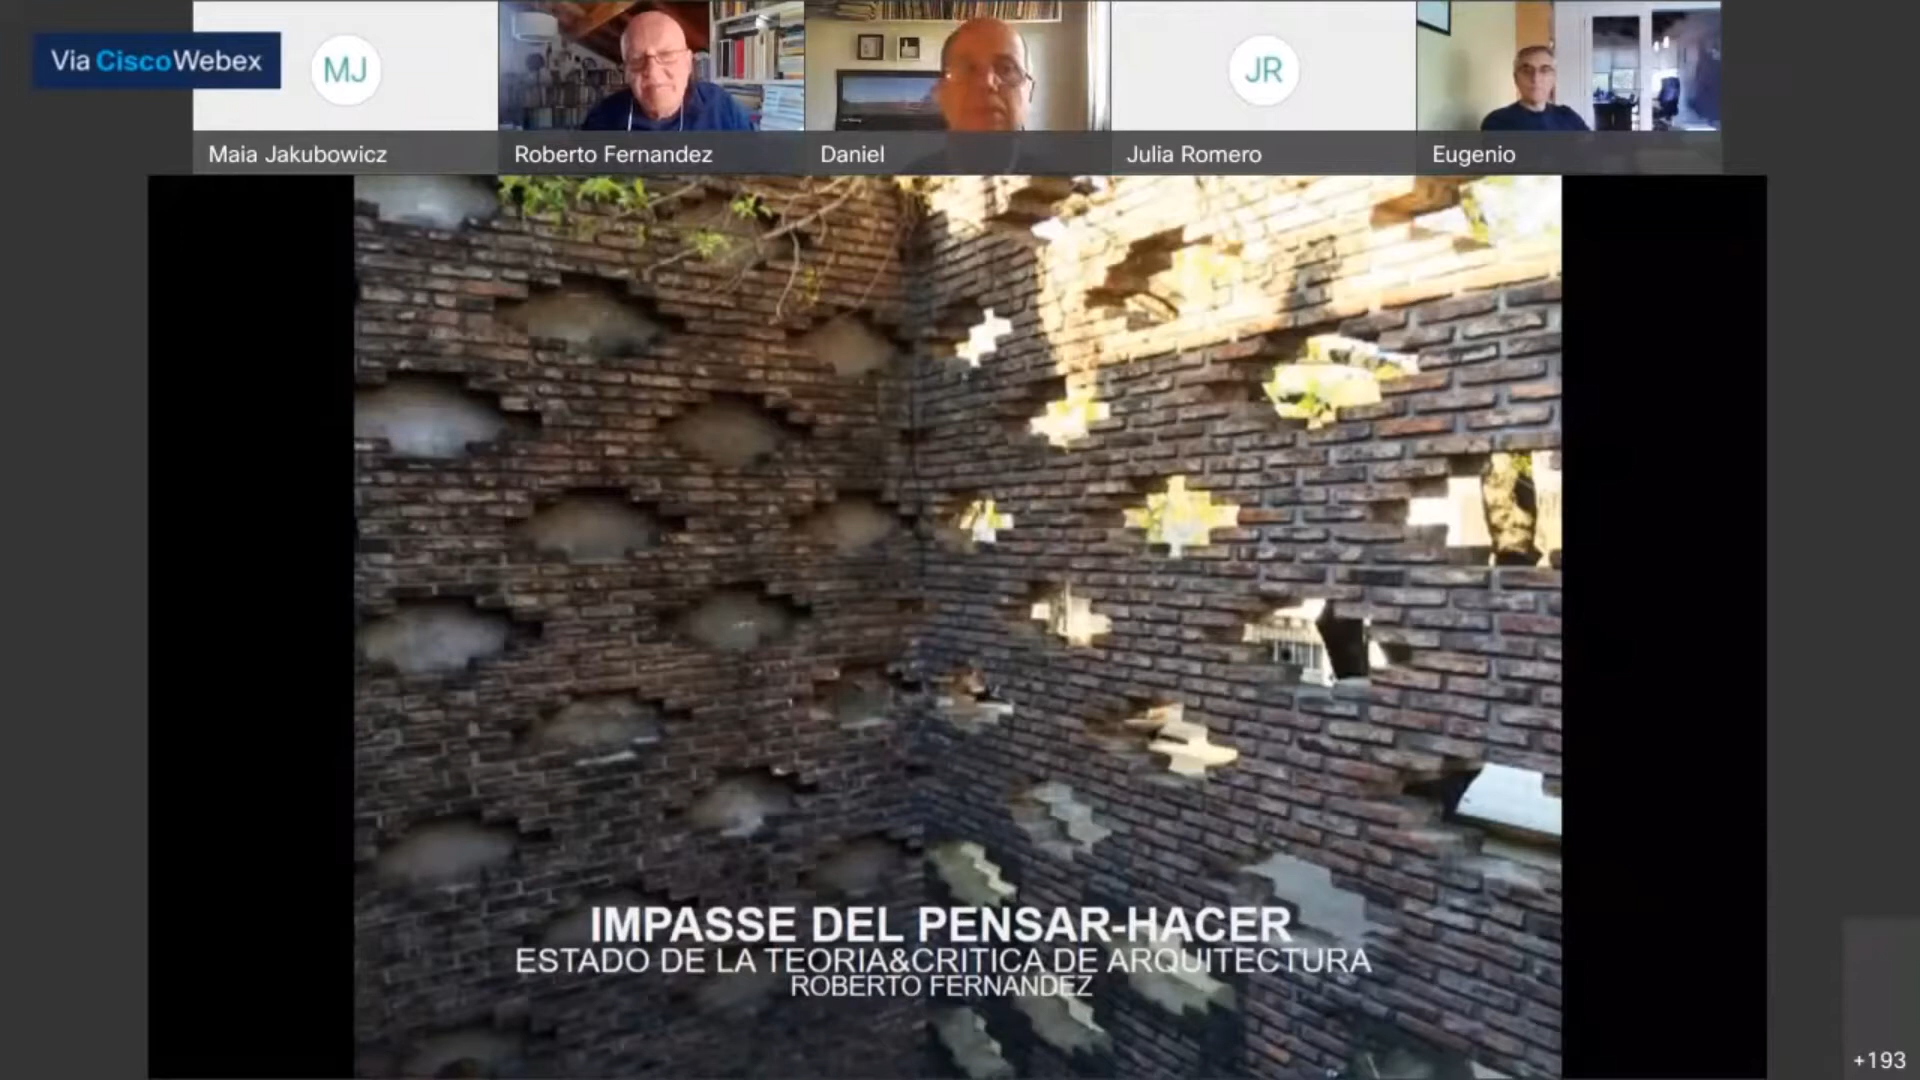 Via CiscoWebex
MJ
JR
Maia Jakubowicz
Roberto Fernandez
Daniel
Julia Romero
Eugenio
IMPASSE DEL PENSAR-HACER
ESTADO DE LA TEORIA&CRITICA DE ARQUITECTURA
ROBERTO FERNANDEZ
+193